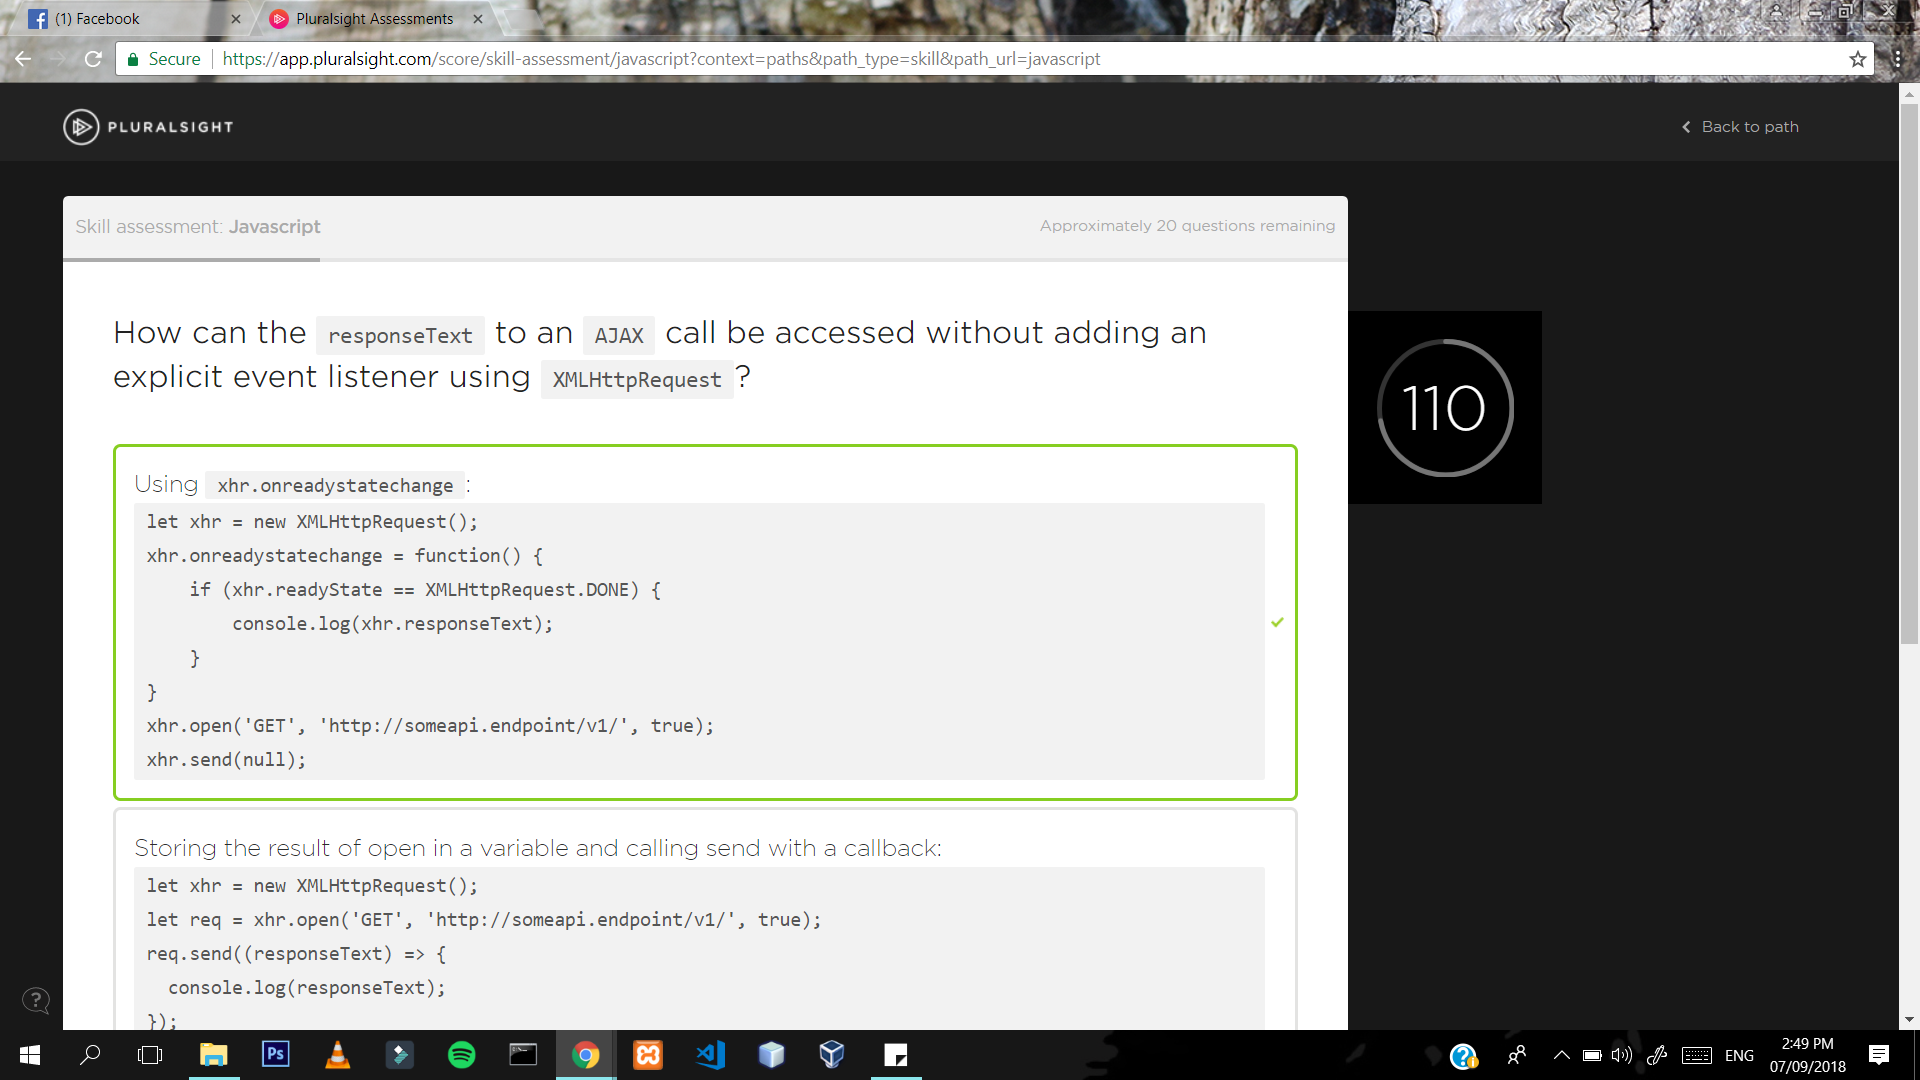 (1) Facebook
Pluralsight Assessments
Secure
https://app.pluralsight.com/score/skill-assessment/javascript?context=paths&path_type=skill&path_url=javascript
PLURALSIGHT
Back to path
Skill assessment: Javascript
Approximately 20 questions remaining
How can the responseText to an AJAX call be accessed without adding an
explicit event listener using XMLHttpRequest?
110
Using xhr.onreadystatechange:
let xhr = new XMLHttpRequest();
xhr.onreadystatechange = function() {
if (xhr.readyState == XMLHttpRequest.DONE) {
console.log(xhr.responseText);
}
}
xhr.open('GET', 'http://someapi.endpoint/v1/', true);
xhr.send(null);
Storing the result of open in a variable and calling send with a callback:
let xhr = new XMLHttpRequest();
let req = xhr.open('GET', 'http://someapi.endpoint/v1/', true);
req.send((responseText) => {
console.log(responseText);
});
?
Ps
ENG
2:49 PM
07/09/2018